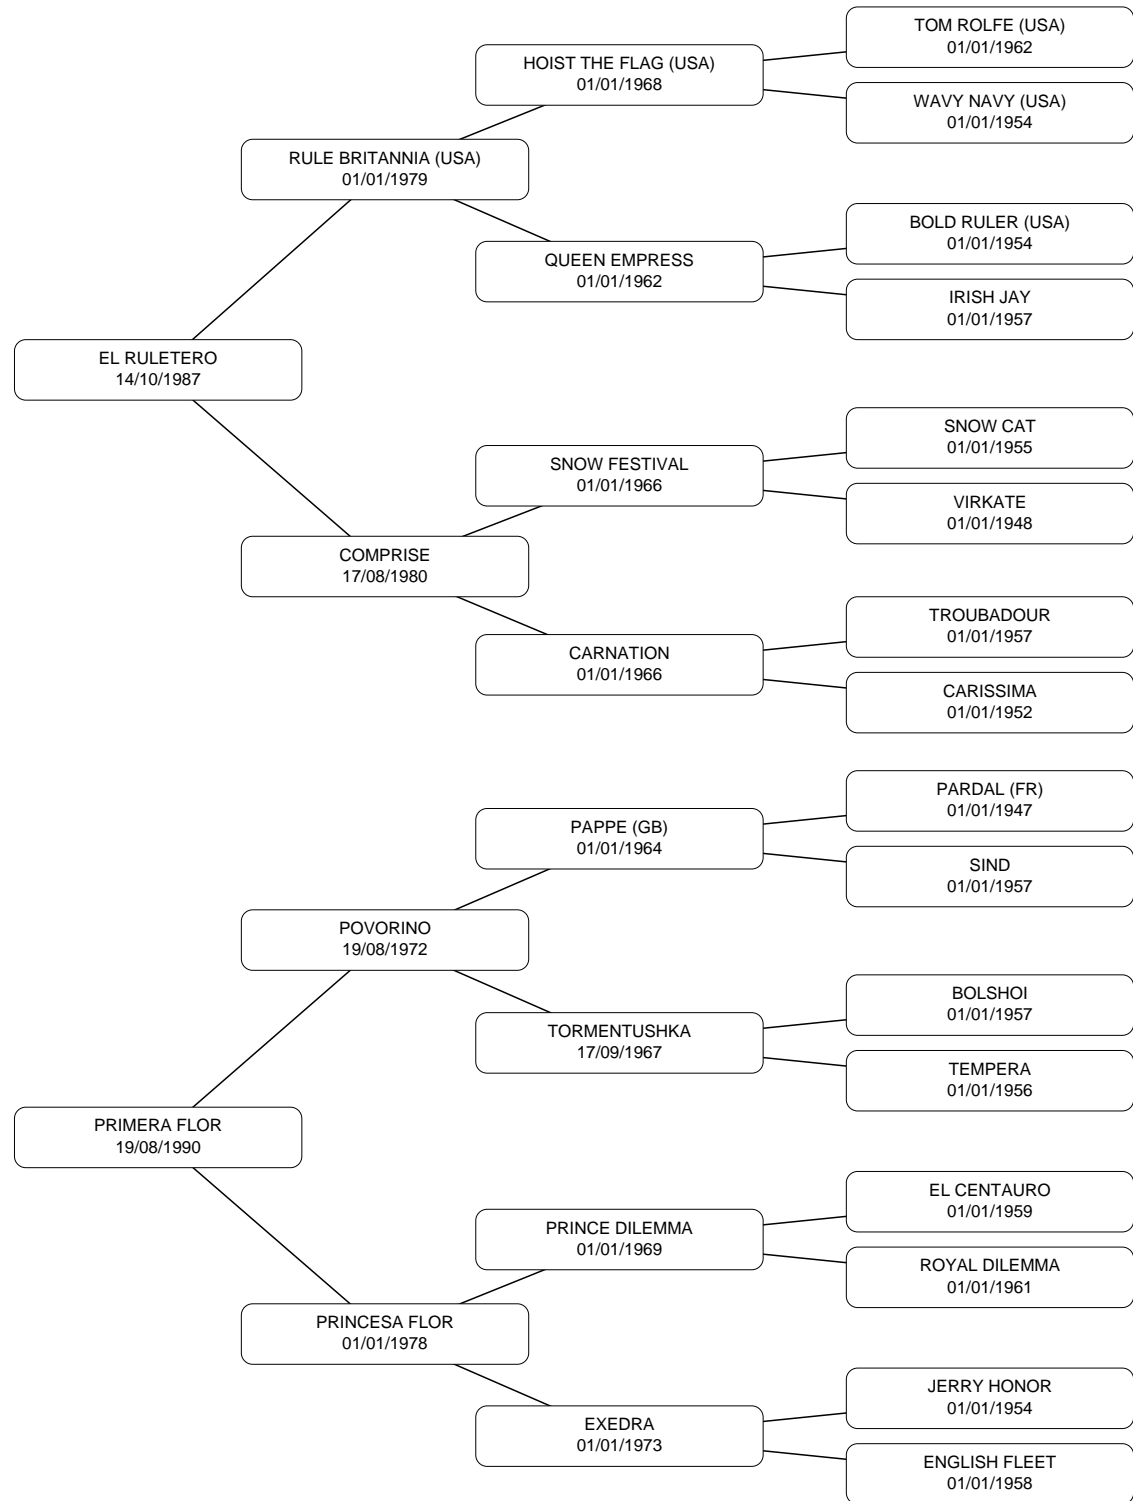 TOM ROLFE (USA)
01/01/1962
HOIST THE FLAG (USA)
01/01/1968
WAVY NAVY (USA)
01/01/1954
RULE BRITANNIA (USA)
01/01/1979
BOLD RULER (USA)
01/01/1954
QUEEN EMPRESS
01/01/1962
IRISH JAY
01/01/1957
EL RULETERO
14/10/1987
SNOW CAT
01/01/1955
SNOW FESTIVAL
01/01/1966
VIRKATE
01/01/1948
COMPRISE
17/08/1980
TROUBADOUR
01/01/1957
CARNATION
01/01/1966
CARISSIMA
01/01/1952
PARDAL (FR)
01/01/1947
PAPPE (GB)
01/01/1964
SIND
01/01/1957
POVORINO
19/08/1972
BOLSHOI
01/01/1957
TORMENTUSHKA
17/09/1967
TEMPERA
01/01/1956
PRIMERA FLOR
19/08/1990
EL CENTAURO
01/01/1959
PRINCE DILEMMA
01/01/1969
ROYAL DILEMMA
01/01/1961
PRINCESA FLOR
01/01/1978
JERRY HONOR
01/01/1954
EXEDRA
01/01/1973
ENGLISH FLEET
01/01/1958